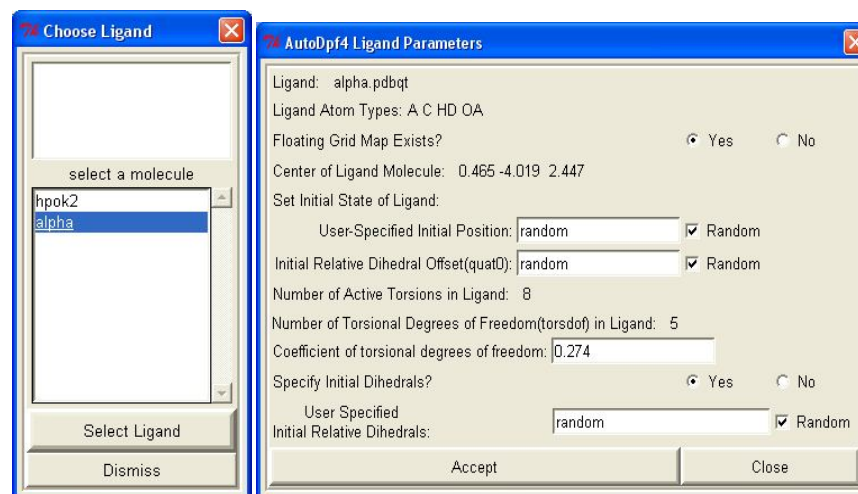 Choose Ligand
select a molecule
hpok2
alpha
Select Ligand
Dismiss
AutoDpf4 Ligand Parameters
Ligand: alpha.pdbqt
Ligand Atom Types: A C HD OA
Floating Grid Map Exists? Yes No
Center of Ligand Molecule: 0.465 -4.019 2.447
Set Initial State of Ligand:
User-Specified Initial Position: random Random
Initial Relative Dihedral Offset(quat0): random Random
Number of Active Torsions in Ligand: 8
Number of Torsional Degrees of Freedom(torsdof) in Ligand: 5
Coefficient of torsional degrees of freedom: 0.274
Specify Initial Dihedrals? Yes No
User Specified
Initial Relative Dihedrals: random Random
Accept Close